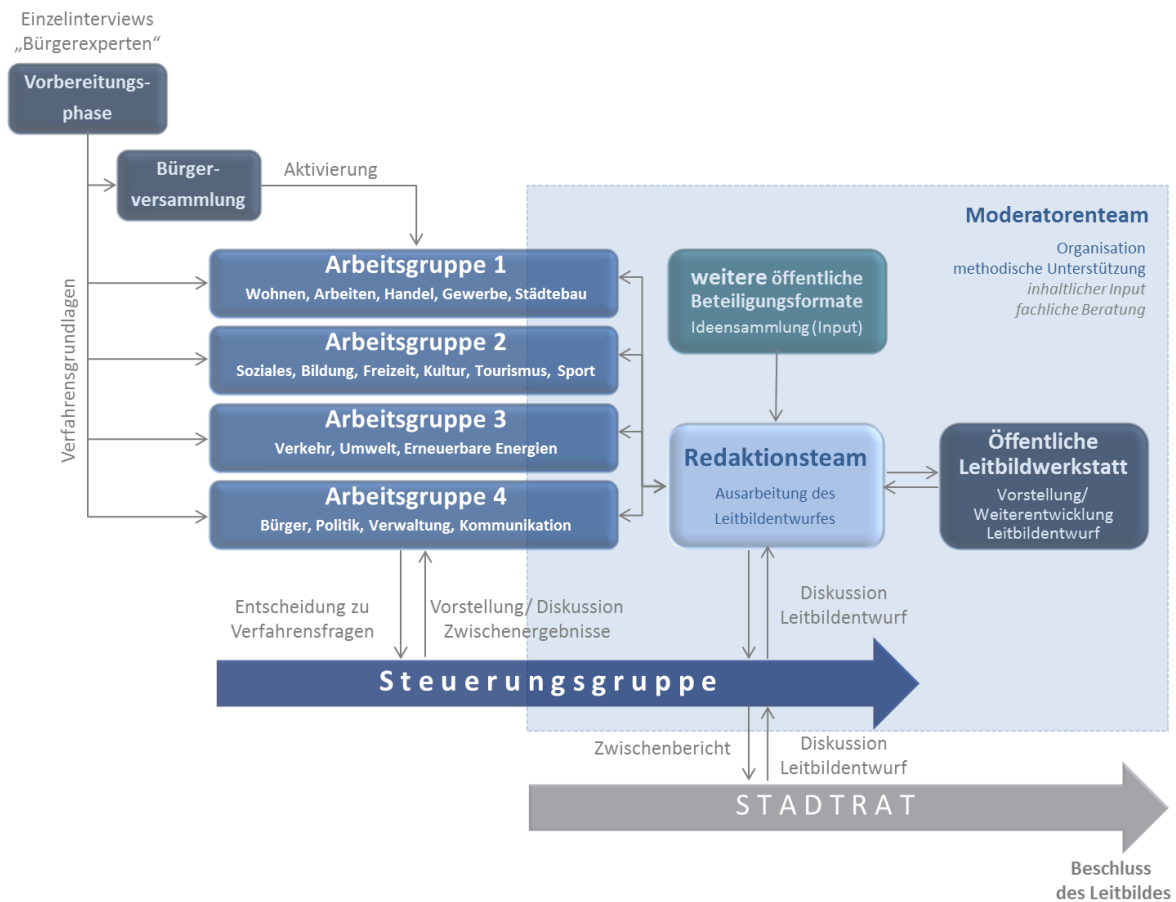 Einzelinterviews
„Bürgerexperten“
Vorbereitungs-
phase
Bürger-
versammlung
Aktivierung
Verfahrensgrundlagen
Moderatorenteam
Organisation
methodische Unterstützung
inhaltlicher Input
fachliche Beratung
Arbeitsgruppe 1
Wohnen, Arbeiten, Handel, Gewerbe, Städtebau
Arbeitsgruppe 2
Soziales, Bildung, Freizeit, Kultur, Tourismus, Sport
Arbeitsgruppe 3
Verkehr, Umwelt, Erneuerbare Energien
Arbeitsgruppe 4
Bürger, Politik, Verwaltung, Kommunikation
weitere öffentliche
Beteiligungsformate
Ideensammlung (Input)
Redaktionsteam
Ausarbeitung des
Leitbildentwurfes
Öffentliche
Leitbildwerkstatt
Vorstellung/
Weiterentwicklung
Leitbildentwurf
Entscheidung zu
Verfahrensfragen
Vorstellung/ Diskussion
Zwischenergebnisse
Diskussion
Leitbildentwurf
Steuerungsgruppe
Zwischenbericht
Diskussion
Leitbildentwurf
STADTRAT
Beschluss
des Leitbildes